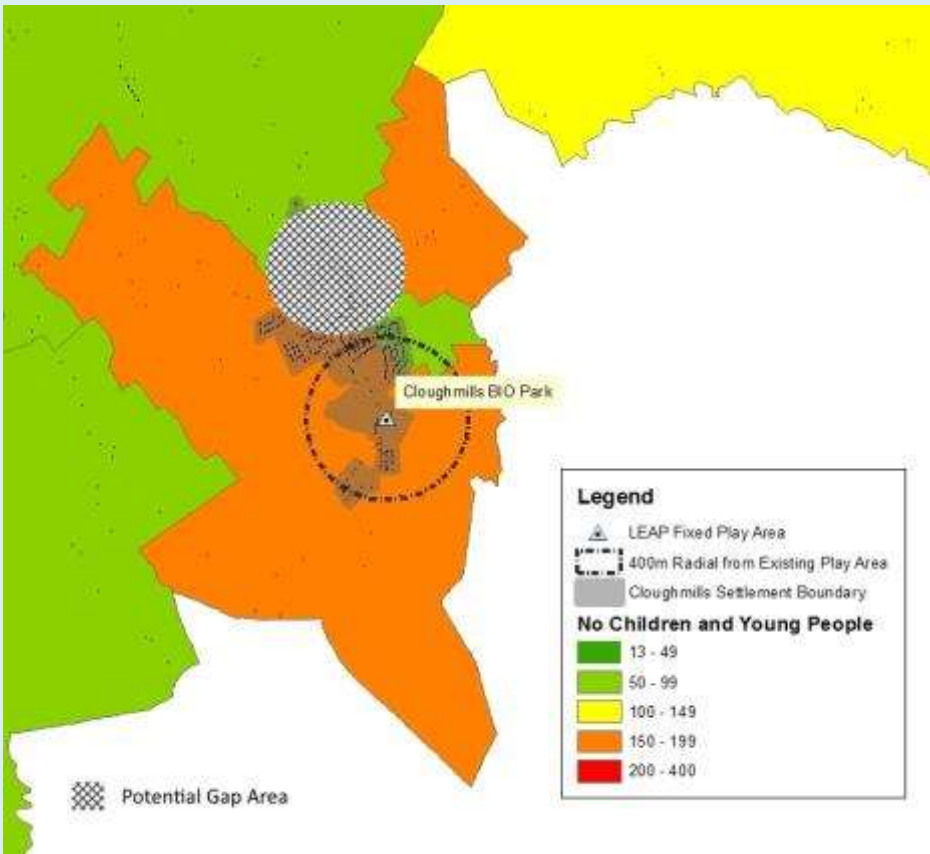 Cloughmills BIO Park
Legend
LEAP Fixed Play Area
400m Radial from Existing Play Area
Cloughmills Settlement Boundary
No Children and Young People
13 - 49
50 - 99
100 - 149
150 - 199
200 - 400
Potential Gap Area